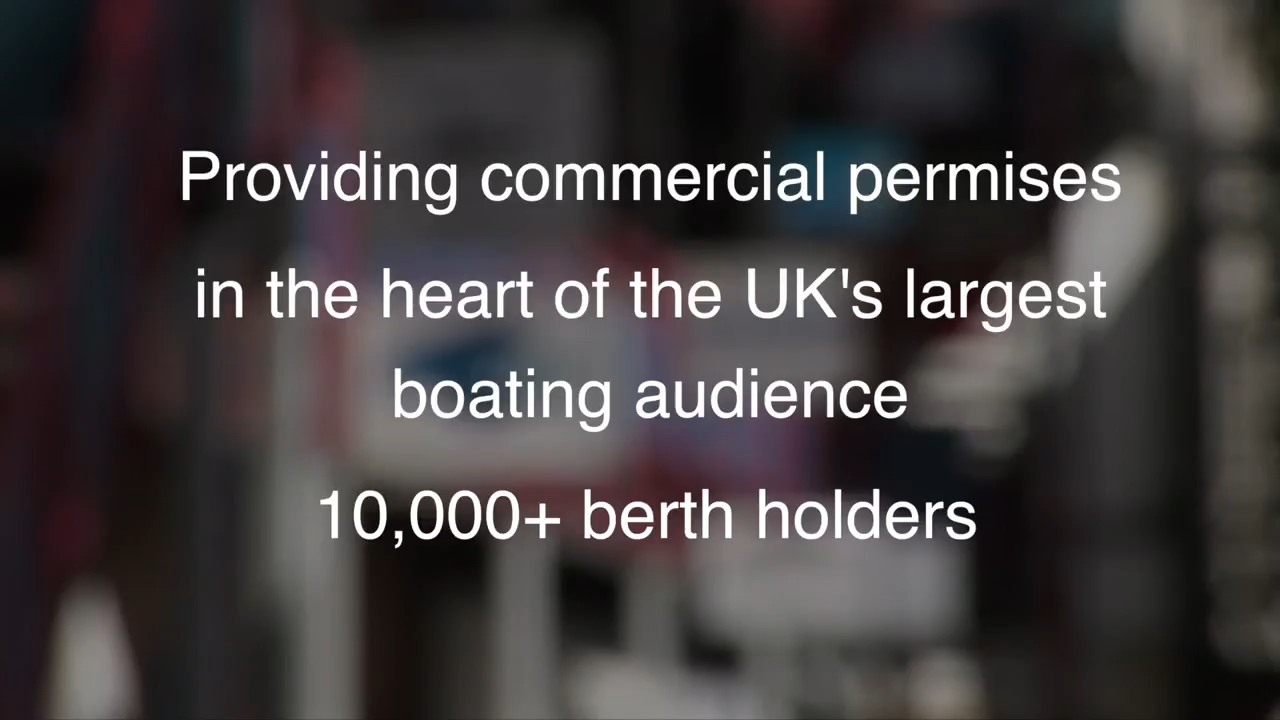 Providing commercial permises
in the heart of the UK's largest
boating audience
10,000+ berth holders